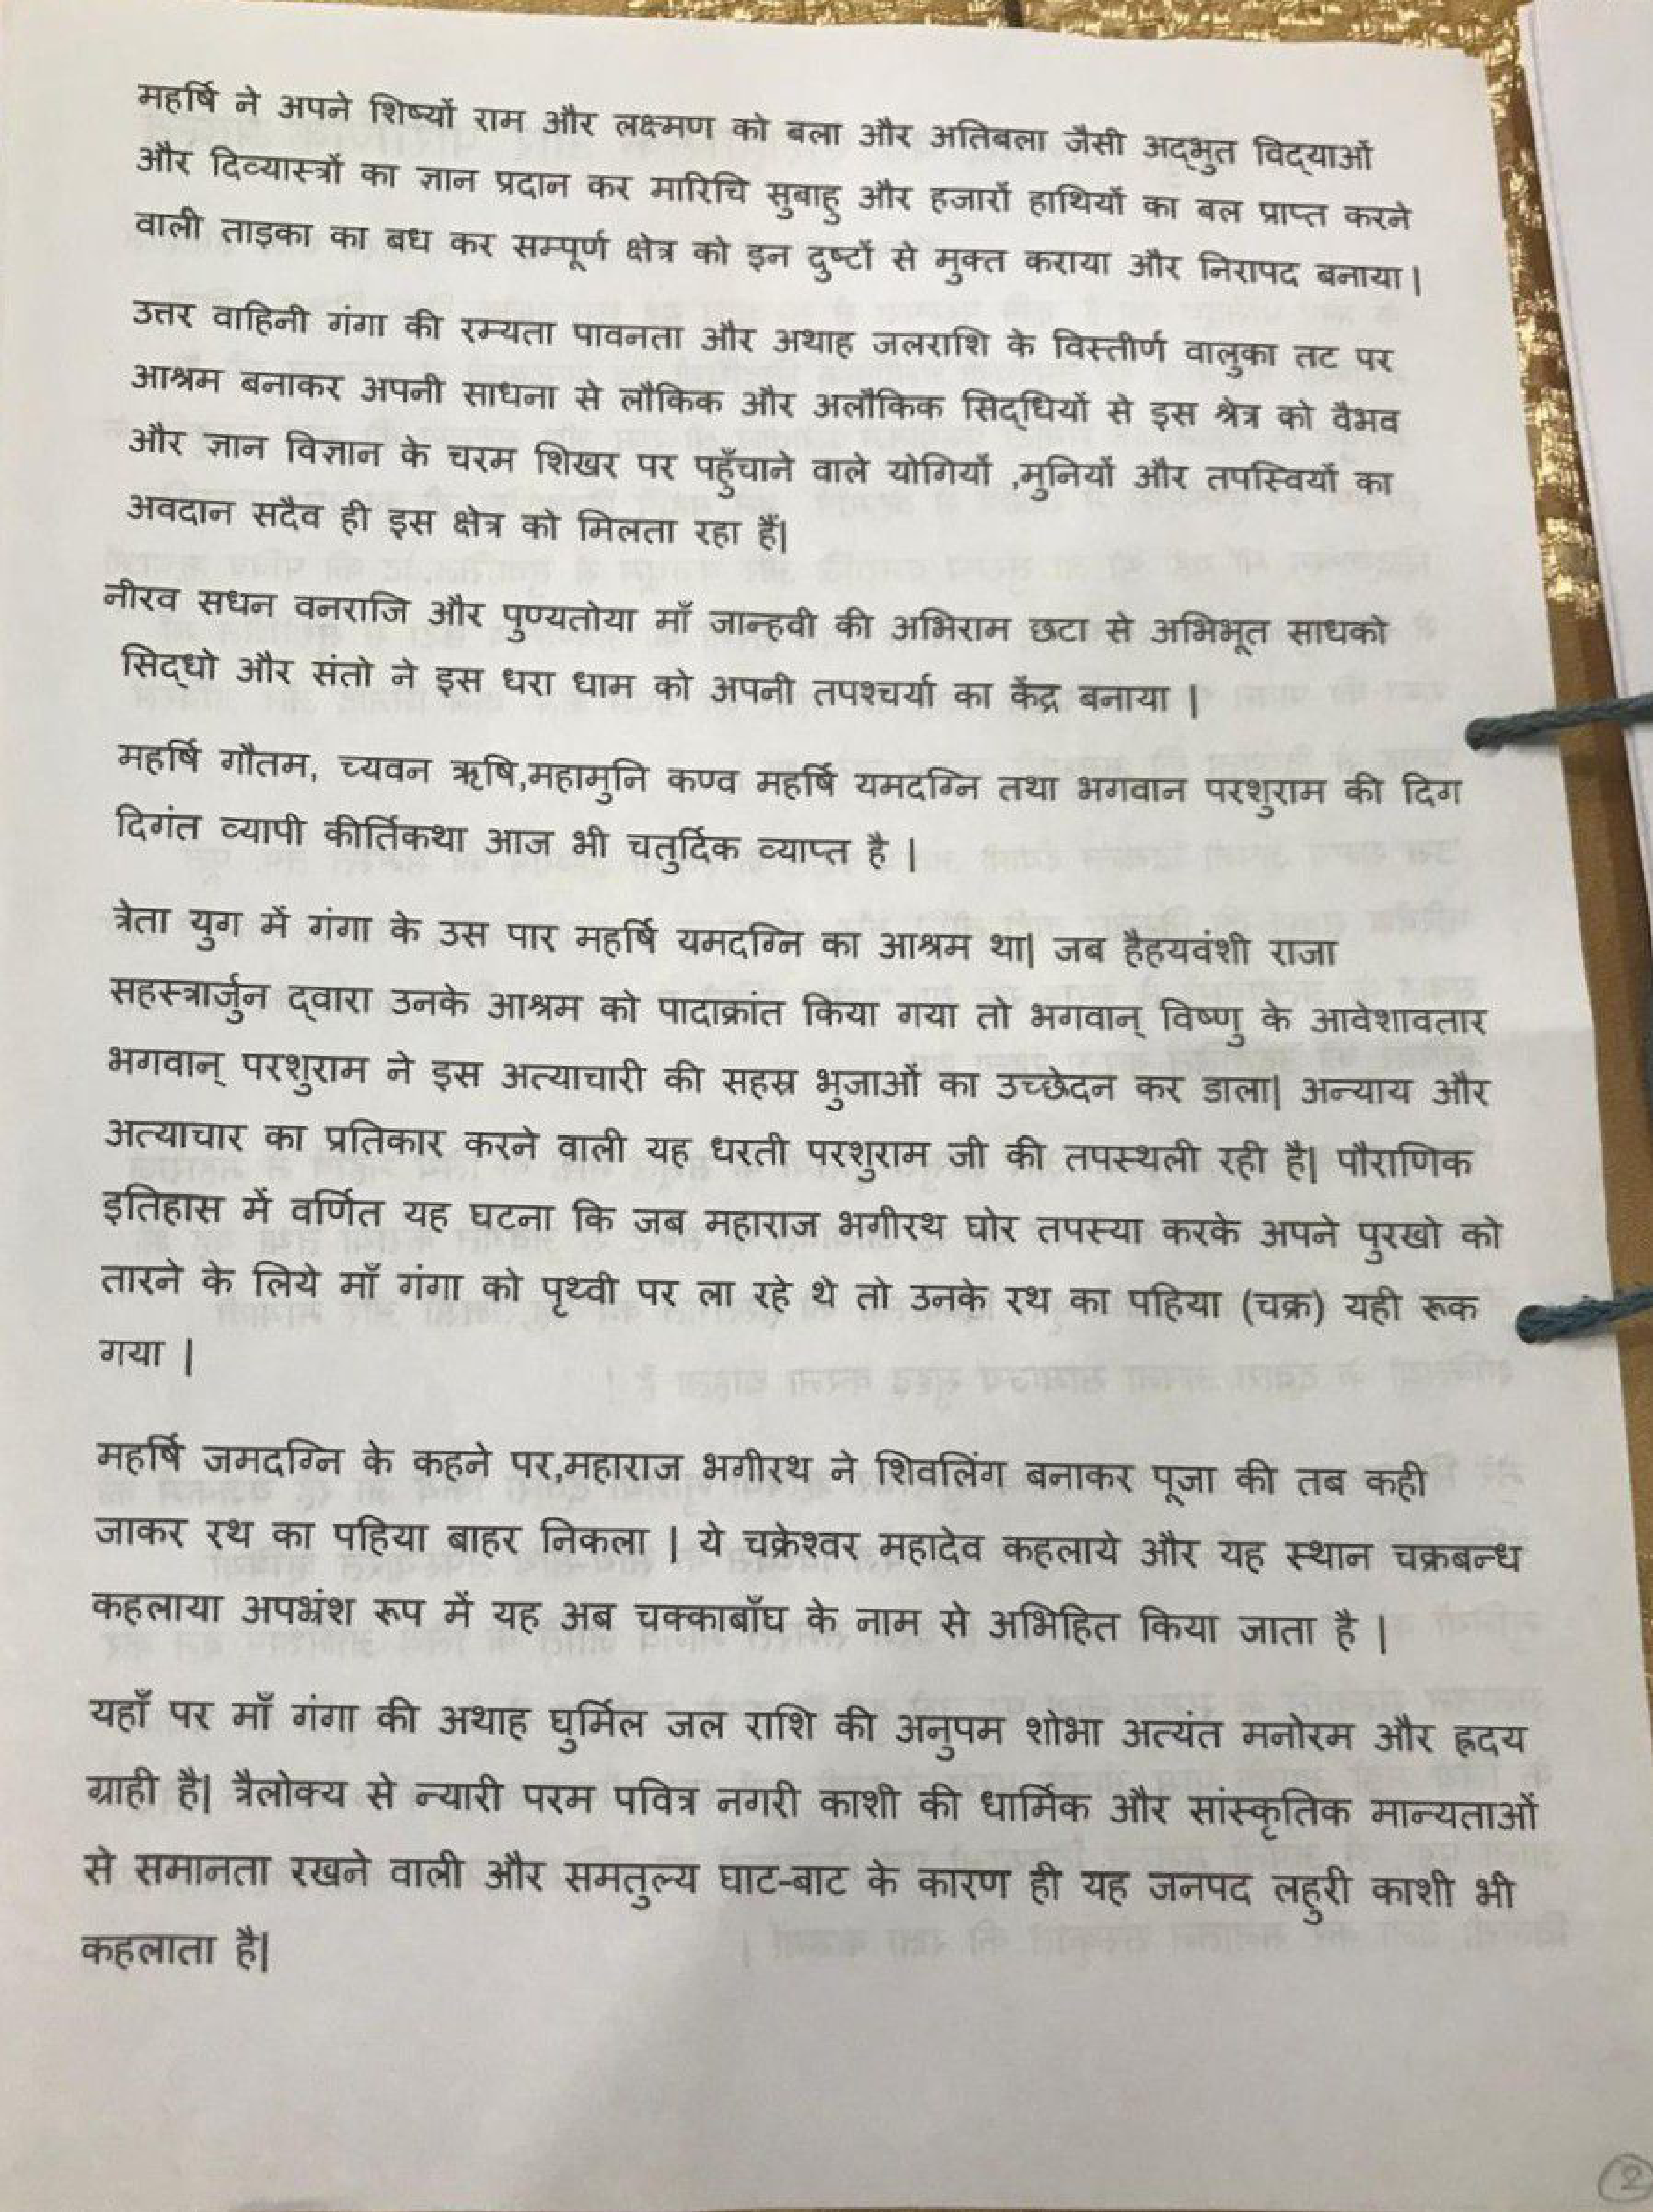 महर्षि ने अपने शिष्यों राम और लक्ष्मण को बला और अतिबला जैसी अद्भुत विद्याओं
और दिव्यास्त्रों का ज्ञान प्रदान कर मारिचि सुबाहु और हजारों हाथियों का बल प्राप्त करने
वाली ताड़का का बध कर सम्पूर्ण क्षेत्र को इन दुष्टों से मुक्त कराया और निरापद बनाया|
उत्तर वाहिनी गंगा की रम्यता पावनता और अथाह जलराशि के विस्तीर्ण वालुका तट पर
आश्रम बनाकर अपनी साधना से लौकिक और अलौकिक सिद्धियों से इस श्रेत्र को वैभव
और ज्ञान विज्ञान के चरम शिखर पर पहुँचाने वाले योगियों ,मुनियों और तपस्वियों का
अवदान सदैव ही इस क्षेत्र को मिलता रहा हैं|
नीरव सधन वनराजि और पुण्यतोया माँ जान्हवी की अभिराम छटा से अभिभूत साधको
सिद्धो और संतो ने इस धरा धाम को अपनी तपश्चर्या का केंद्र बनाया |
महर्षि गौतम, च्यवन ऋषि,महामुनि कण्व महर्षि यमदग्नि तथा भगवान परशुराम की दिग
दिगंत व्यापी कीर्तिकथा आज भी चतुर्दिक व्याप्त है |
त्रेता युग में गंगा के उस पार महर्षि यमदग्नि का आश्रम था| जब हैहयवंशी राजा
सहस्त्रार्जुन द्वारा उनके आश्रम को पादाक्रांत किया गया तो भगवान् विष्णु के आवेशावतार
भगवान् परशुराम ने इस अत्याचारी की सहस्र भुजाओं का उच्छेदन कर डाला| अन्याय और
अत्याचार का प्रतिकार करने वाली यह धरती परशुराम जी की तपस्थली रही है| पौराणिक
इतिहास में वर्णित यह घटना कि जब महाराज भगीरथ घोर तपस्या करके अपने पुरखो को
तारने के लिये माँ गंगा को पृथ्वी पर ला रहे थे तो उनके रथ का पहिया (चक्र) यही रूक
गया |
महर्षि जमदग्नि के कहने पर,महाराज भगीरथ ने शिवलिंग बनाकर पूजा की तब कही
जाकर रथ का पहिया बाहर निकला | ये चक्रेश्वर महादेव कहलाये और यह स्थान चक्रबन्ध
कहलाया अपभ्रंश रूप में यह अब चक्काबाँघ के नाम से अभिहित किया जाता है |
यहाँ पर माँ गंगा की अथाह घुर्मिल जल राशि की अनुपम शोभा अत्यंत मनोरम और ह्रदय
ग्राही है| त्रैलोक्य से न्यारी परम पवित्र नगरी काशी की धार्मिक और सांस्कृतिक मान्यताओं
से समानता रखने वाली और समतुल्य घाट-बाट के कारण ही यह जनपद लहुरी काशी भी
कहलाता है|
2